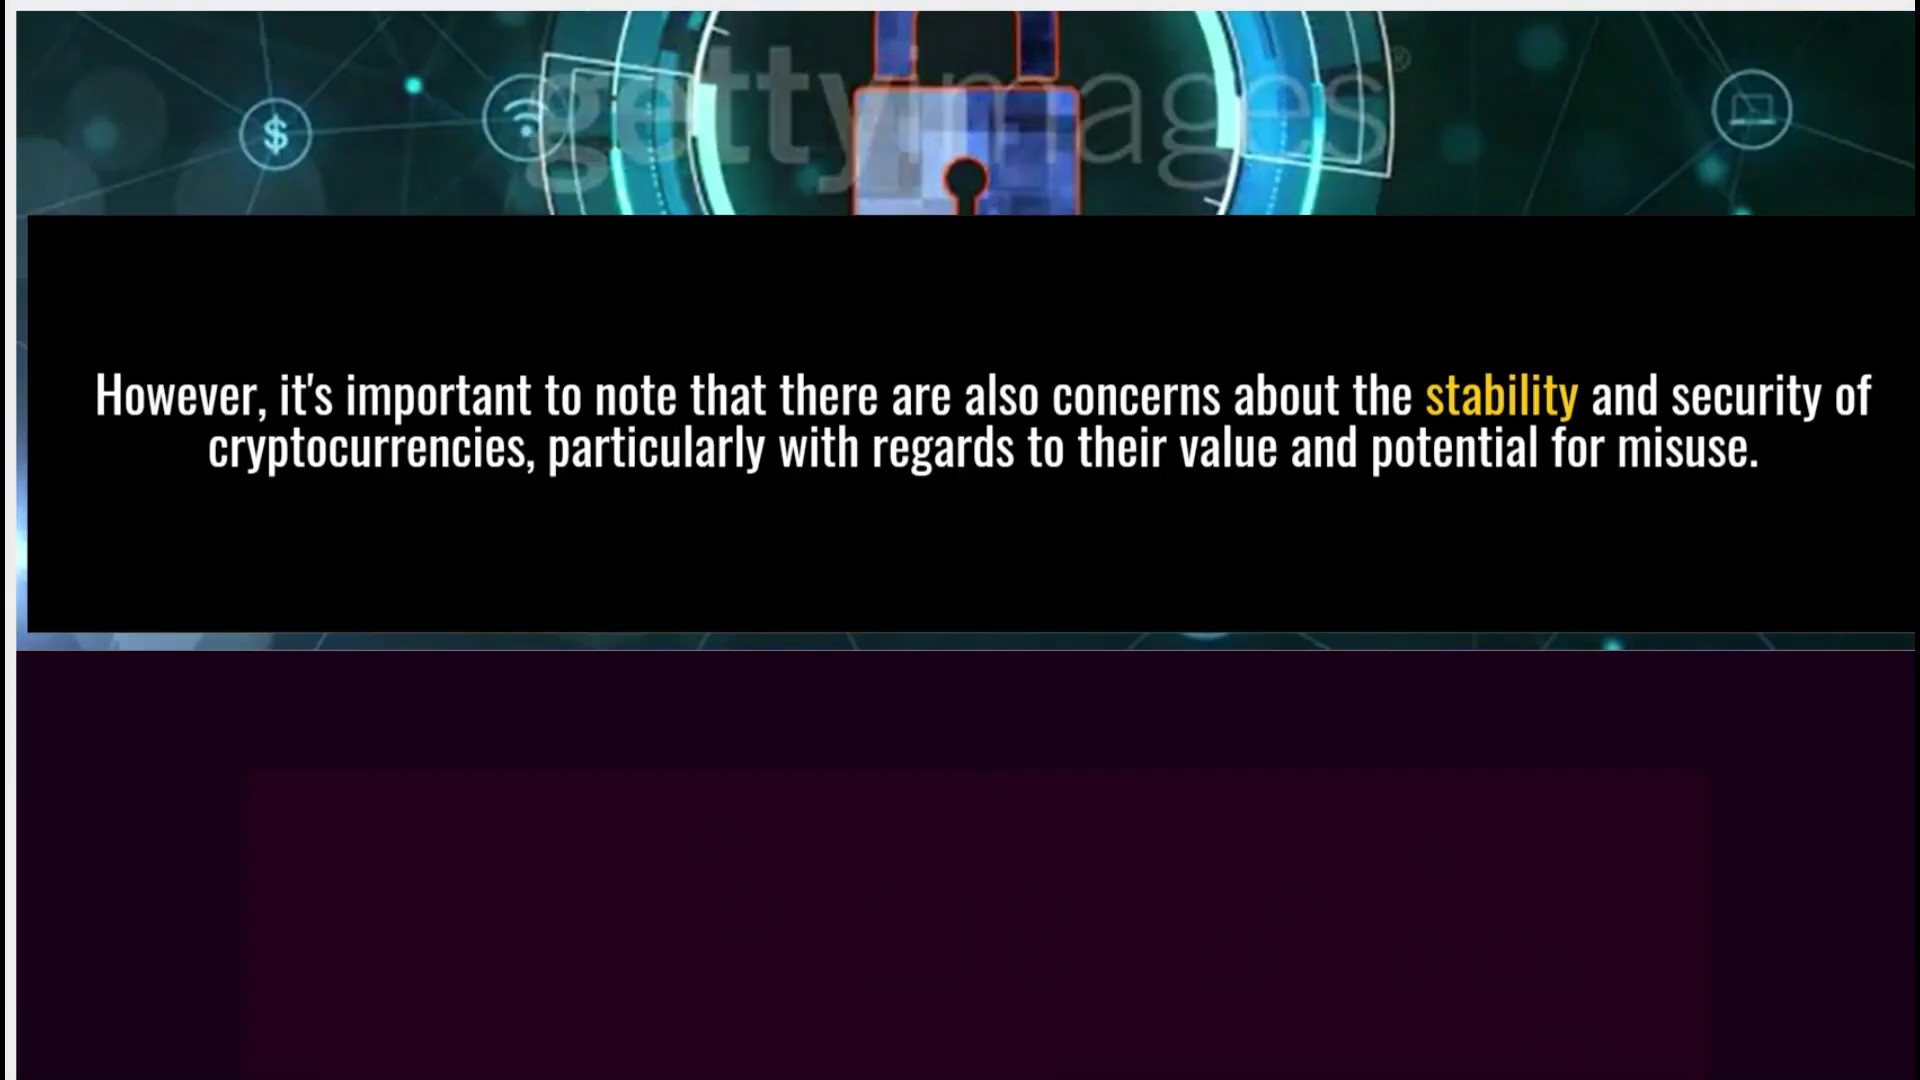 gettyimages®
$
However, it's important to note that there are also concerns about the stability and security of
cryptocurrencies, particularly with regards to their value and potential for misuse.